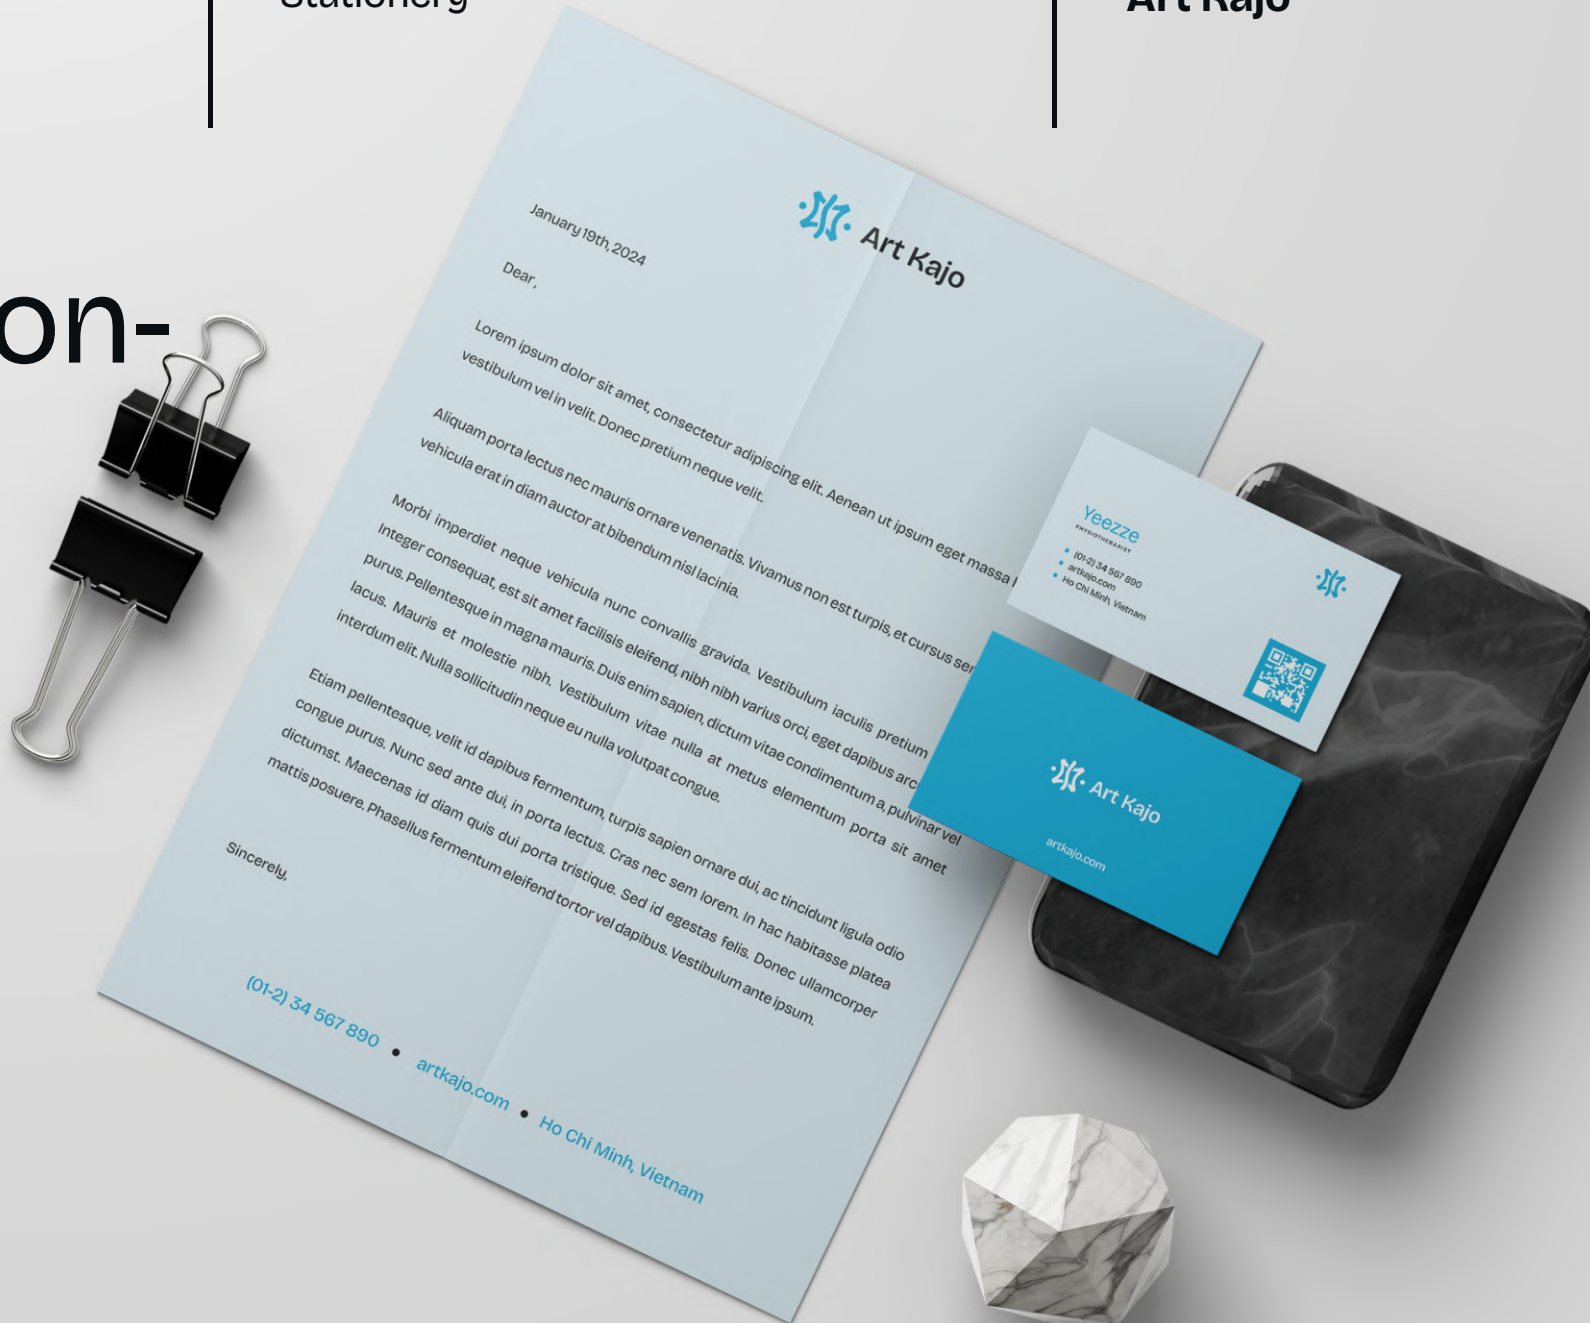 Stationery
Art Kajo
on-
Art Kajo
January 19th, 2024
Dear,
Lorem ipsum dolor sit amet, consectetur adipiscing elit. Aenean ut ipsum eget massa
vestibulum vel in velit. Donec pretium neque velit.
Aliquam porta lectus nec mauris ornare venenatis. Vivamus non est turpis, et cursus
vehicula erat in diam auctor at bibendum nisl lacinia.
Morbi imperdiet neque vehicula nunc convallis gravida. Vestibulum iaculis pretium
Integer consequat, est sit amet facilisis eleifend, nibh nibh varius orci, eget dapibus
purus. Pellentesque in magna mauris. Duis enim sapien, dictum vitae condimentum a, pulvinar vel
lacus. Mauris et molestie nibh. Vestibulum vitae nulla at metus elementum porta sit amet
interdum elit. Nulla sollicitudin neque eu nulla volutpat congue.
Etiam pellentesque, velit id dapibus fermentum, turpis sapien ornare dui, ac tincidunt ligula odio
congue purus. Nunc sed ante dui, in porta lectus. Cras nec sem lorem. In hac habitasse platea
dictumst. Maecenas id diam quis dui porta tristique. Sed id egestas felis. Donec ullamcorper
mattis posuere. Phasellus fermentum eleifend tortor vel dapibus. Vestibulum ante ipsum.
Sincerely,
(01-2) 34 567 890 • artkajo.com • Ho Chi Minh, Vietnam
Yeezze
PHYSIOTHERAPIST
• (01-2) 34 567 890
• artkajo.com
• Ho Chi Minh, Vietnam
Art Kajo
artkajo.com